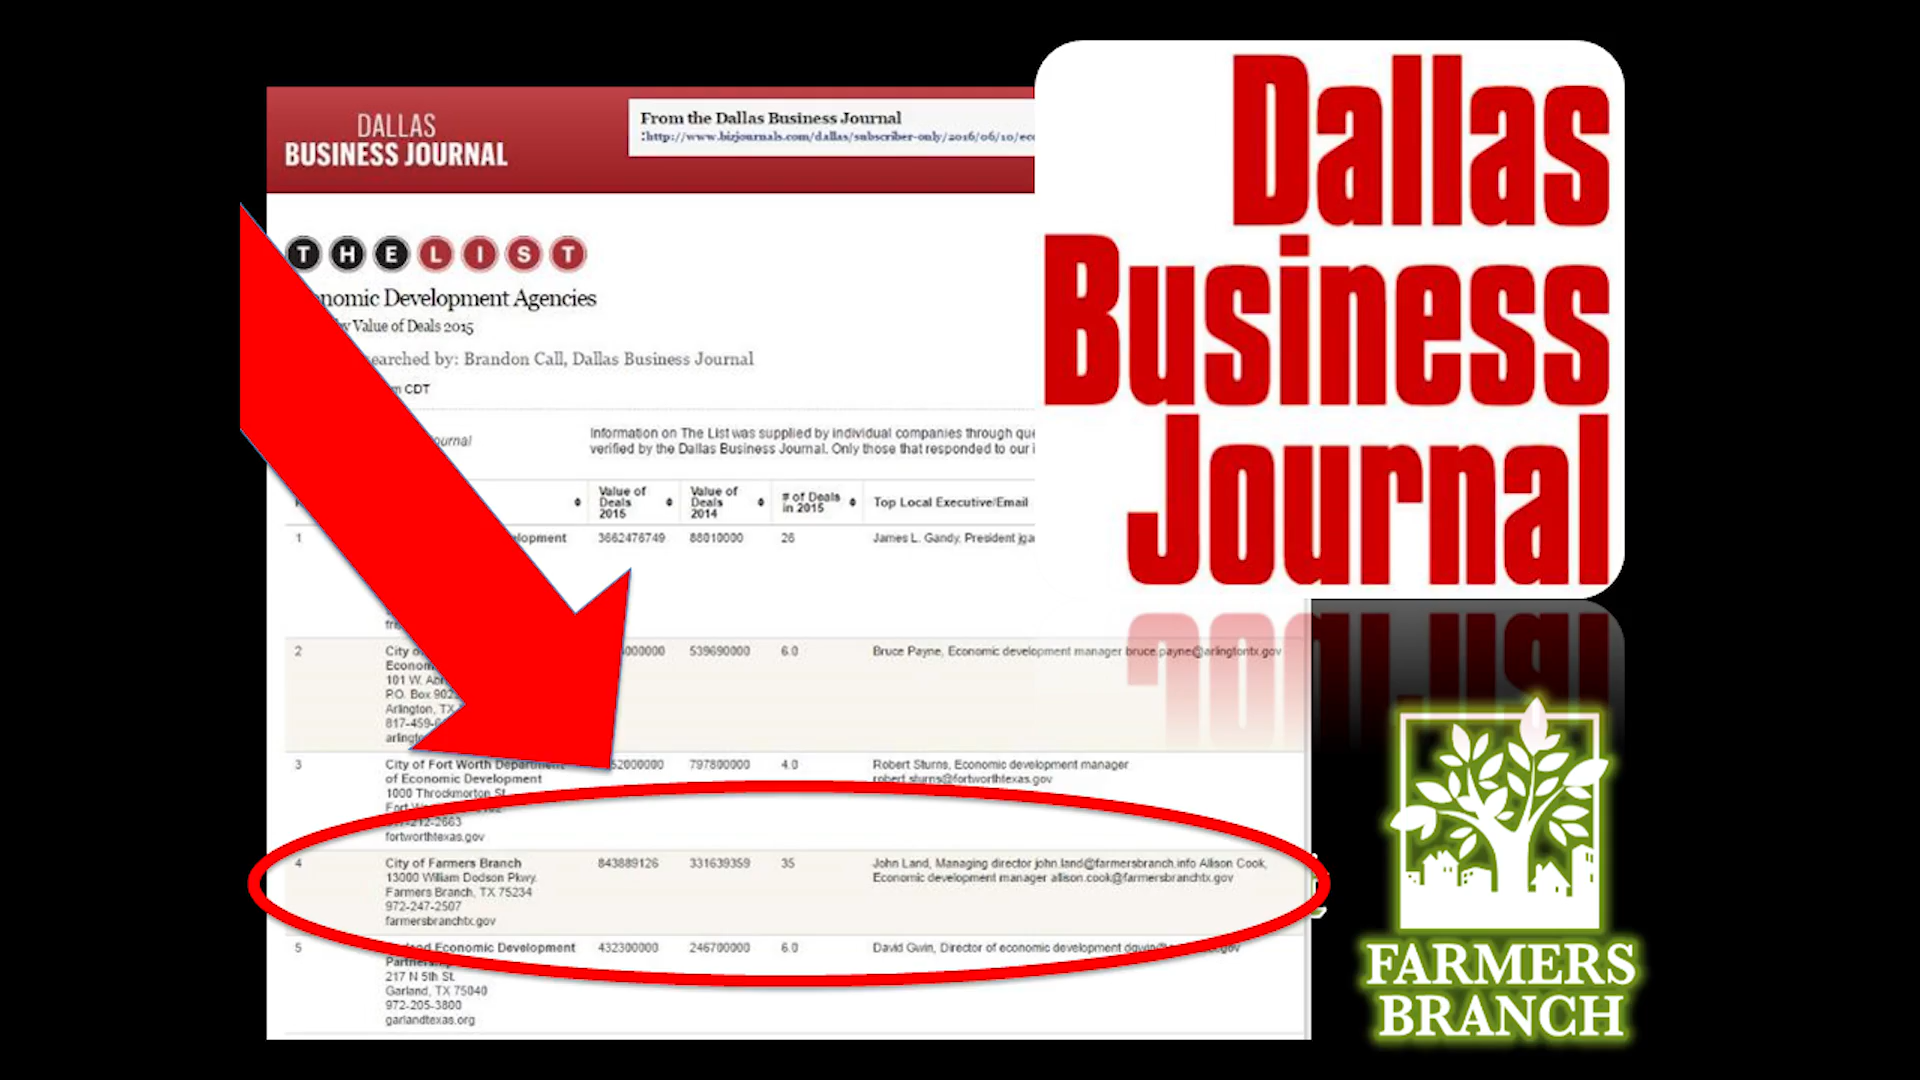 DALLAS
BUSINESS JOURNAL
From the Dallas Business Journal
http://www.bizjournals.com/dallas/subscriber-only/2016/06/10/
Dallas
Business
Journal
THE LIST
Development Agencies
by Value of Deals 2015
by: Brandon Call, Dallas Business Journal
CDT
Information on The List was supplied by individual companies through
verified by the Dallas Business Journal. Only those that responded to our
Value of Deals 2015
Value of Deals 2014
# of Deals in 2015
Top Local Executive/Email
1 3662476749 88010000 26 James L. Gandy, President
2 City 539690000 6.0 Bruce Payne, Economic development manager bruce.payne@arlingtontx.gov
101 W.
P.O. Box
Arlington, TX
817-459-
3 City of Fort Worth Department 797800000 4.0 Robert Sturns, Economic development manager
of Economic Development robert.sturns@fortworthtexas.gov
1000 Throckmorton St.
fortworthtexas.gov
4 City of Farmers Branch 843889126 331639359 35 John Land, Managing director john.land@farmersbranch.info Allison Cook,
13000 William Dodson Pkwy. Economic development manager allison.cook@farmersbranchtx.gov
Farmers Branch, TX 75234
972-247-2507
farmersbranchtx.gov
5 Economic Development 432300000 246700000 6.0 David Gwin, Director of economic development
217 N 5th St.
Garland, TX 75040
972-205-3800
garlandtexas.org
FARMERS
BRANCH